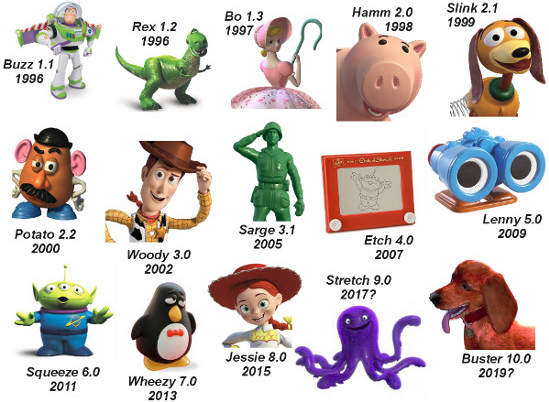 Buzz 1.1
1996
Rex 1.2
1996
Bo 1.3
1997
Hamm 2.0
1998
Slink 2.1
1999
Potato 2.2
2000
Woody 3.0
2002
Sarge 3.1
2005
Etch A Sketch
Etch 4.0
2007
Lenny 5.0
2009
Squeeze 6.0
2011
Wheezy 7.0
2013
Jessie 8.0
2015
Stretch 9.0
2017?
Buster 10.0
2019?